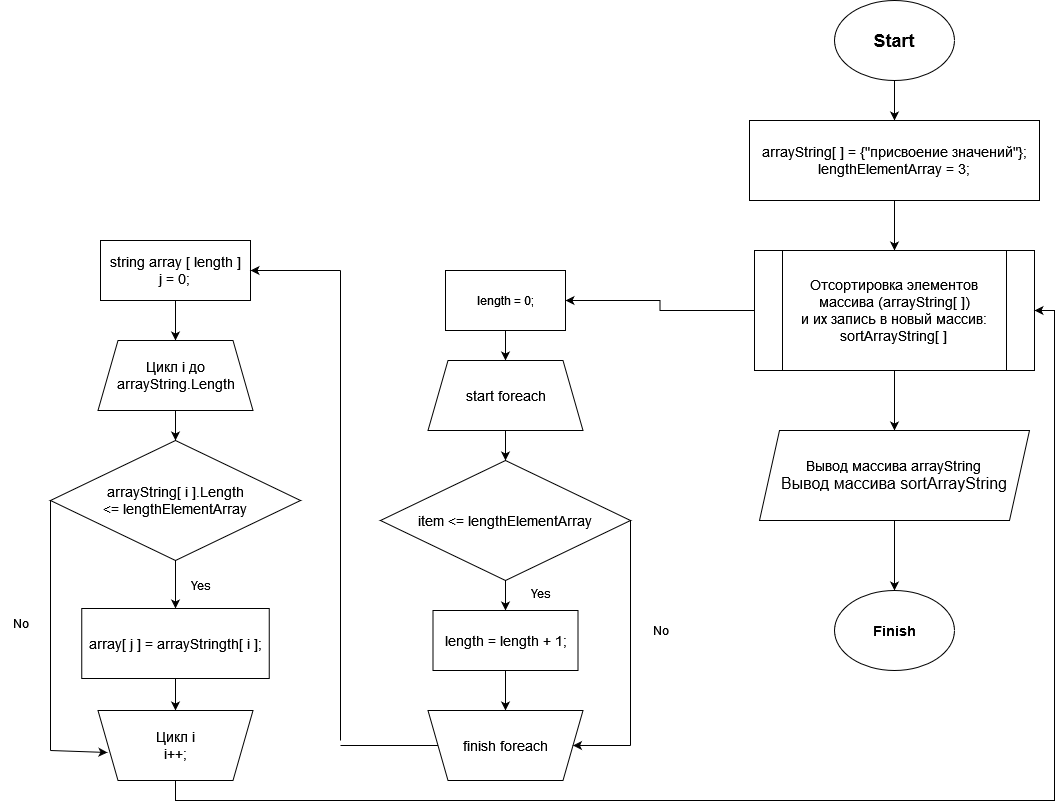 Start
arrayString[ ] = {"присвоение значений"};
lengthElementArray = 3;
Отсортировка элементов
массива (arrayString[ ])
и их запись в новый массив:
sortArrayString[ ]
Вывод массива arrayString
Вывод массива sortArrayString
Finish
length = 0;
start foreach
item <= lengthElementArray
Yes
No
length = length + 1;
finish foreach
string array [ length ]
j = 0;
Цикл i до
arrayString.Length
arrayString[ i ].Length
<= lengthElementArray
Yes
No
array[ j ] = arrayStringth[ i ];
Цикл i
i++;